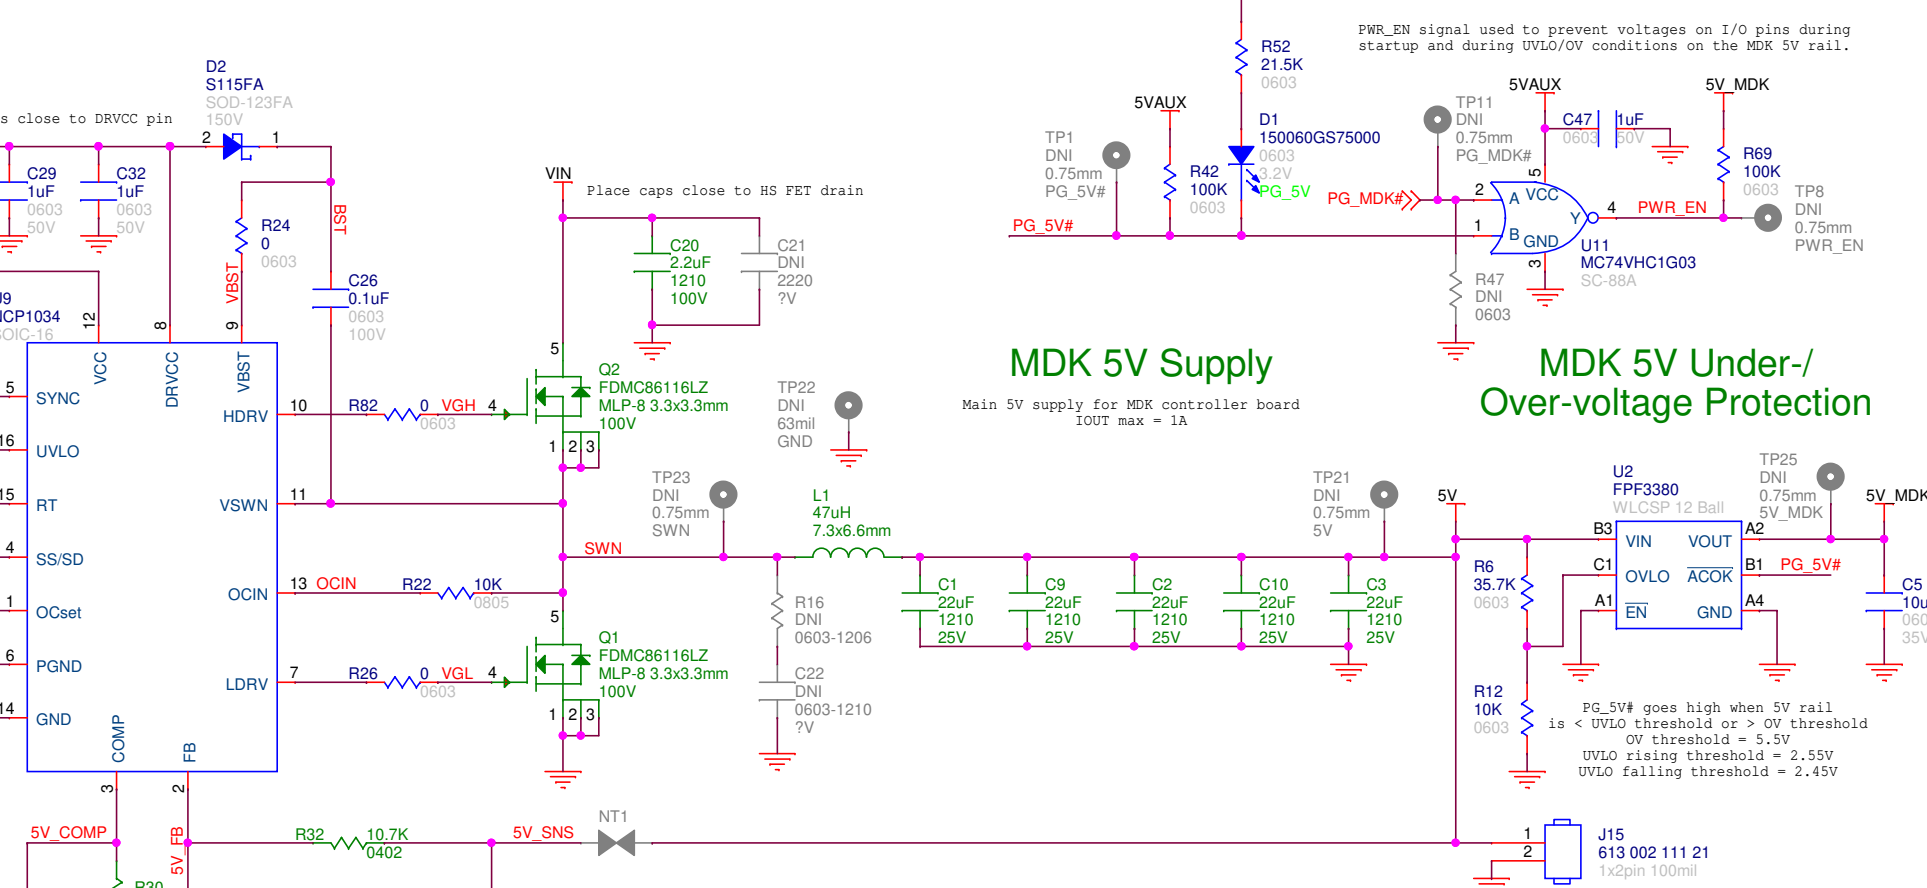 PWR_EN signal used to prevent voltages on I/O pins during
startup and during UVLO/OV conditions on the MDK 5V rail.
D2
S115FA
SOD-123FA
150V
s close to DRVCC pin
2
1
C29
1uF
0603
50V
C32
1uF
0603
50V
R24
0
0603
BST
VBST
C26
0.1uF
0603
100V
VIN
Place caps close to HS FET drain
C20
2.2uF
1210
100V
C21
DNI
2220
?V
R52
21.5K
0603
5VAUX
D1
150060GS75000
0603
3.2V
PG_5V
TP1
DNI
0.75mm
PG_5V#
R42
100K
0603
PG_5V#
TP11
DNI
0.75mm
PG_MDK#
PG_MDK#
5VAUX
C47
0603
1uF
50V
5V_MDK
R69
100K
0603
TP8
DNI
0.75mm
PWR_EN
2
1
A
B
VCC
GND
Y
5
3
4
PWR_EN
U11
MC74VHC1G03
SC-88A
R47
DNI
0603
U9
NCP1034
SOIC-16
12
8
9
VCC
DRVCC
VBST
5
SYNC
16
UVLO
15
RT
4
SS/SD
1
OCset
6
PGND
14
GND
HDRV
10
VSWN
11
OCIN
13
OCIN
LDRV
7
COMP
FB
3
2
R82
0
0603
VGH
4
5
Q2
FDMC86116LZ
MLP-8 3.3x3.3mm
100V
1
2
3
TP22
DNI
63mil
GND
MDK 5V Supply
Main 5V supply for MDK controller board
IOUT max = 1A
MDK 5V Under-/
Over-voltage Protection
TP23
DNI
0.75mm
SWN
SWN
L1
47uH
7.3x6.6mm
TP21
DNI
0.75mm
5V
5V
R22
10K
0805
R26
0
0603
VGL
4
5
Q1
FDMC86116LZ
MLP-8 3.3x3.3mm
100V
1
2
3
R16
DNI
0603-1206
C22
DNI
0603-1210
?V
C1
22uF
1210
25V
C9
22uF
1210
25V
C2
22uF
1210
25V
C10
22uF
1210
25V
C3
22uF
1210
25V
U2
FPF3380
WLCSP 12 Ball
TP25
DNI
0.75mm
5V_MDK
5V_MDK
B3
VIN
VOUT
A2
C1
OVLO
ACOK
B1
PG_5V#
A1
EN
GND
A4
R6
35.7K
0603
R12
10K
0603
C5
10u
060
35V
PG_5V# goes high when 5V rail
is < UVLO threshold or > OV threshold
OV threshold = 5.5V
UVLO rising threshold = 2.55V
UVLO falling threshold = 2.45V
5V_COMP
5V_FB
R32
10.7K
0402
5V_SNS
NT1
R30
1
2
J15
613 002 111 21
1x2pin 100mil